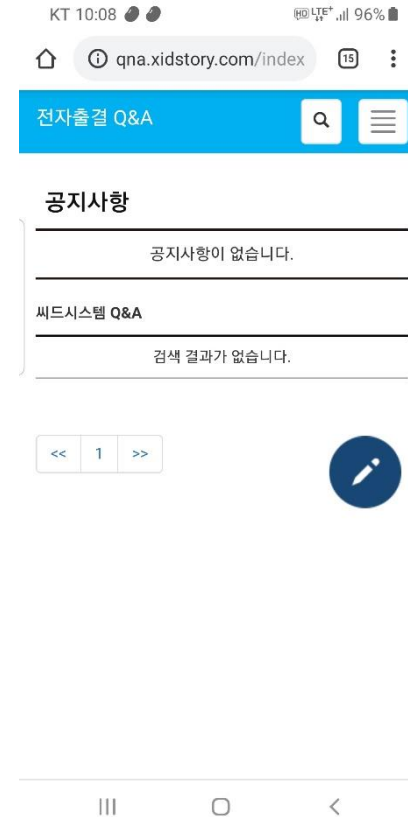 KT 10:08 HD LTE+ 96%
qna.xidstory.com/index 15
전자출결 Q&A
공지사항
공지사항이 없습니다.
씨드시스템 Q&A
검색 결과가 없습니다.
<< 1 >>